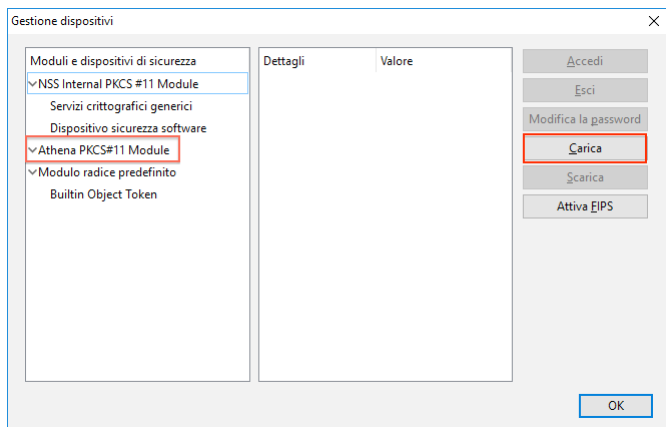 Gestione dispositivi
Moduli e dispositivi di sicurezza
NSS Internal PKCS #11 Module
Servizi crittografici generici
Dispositivo sicurezza software
Athena PKCS#11 Module
Modulo radice predefinito
Builtin Object Token
Dettagli Valore
Accedi
Esci
Modifica la password
Carica
Scarica
Attiva FIPS
OK